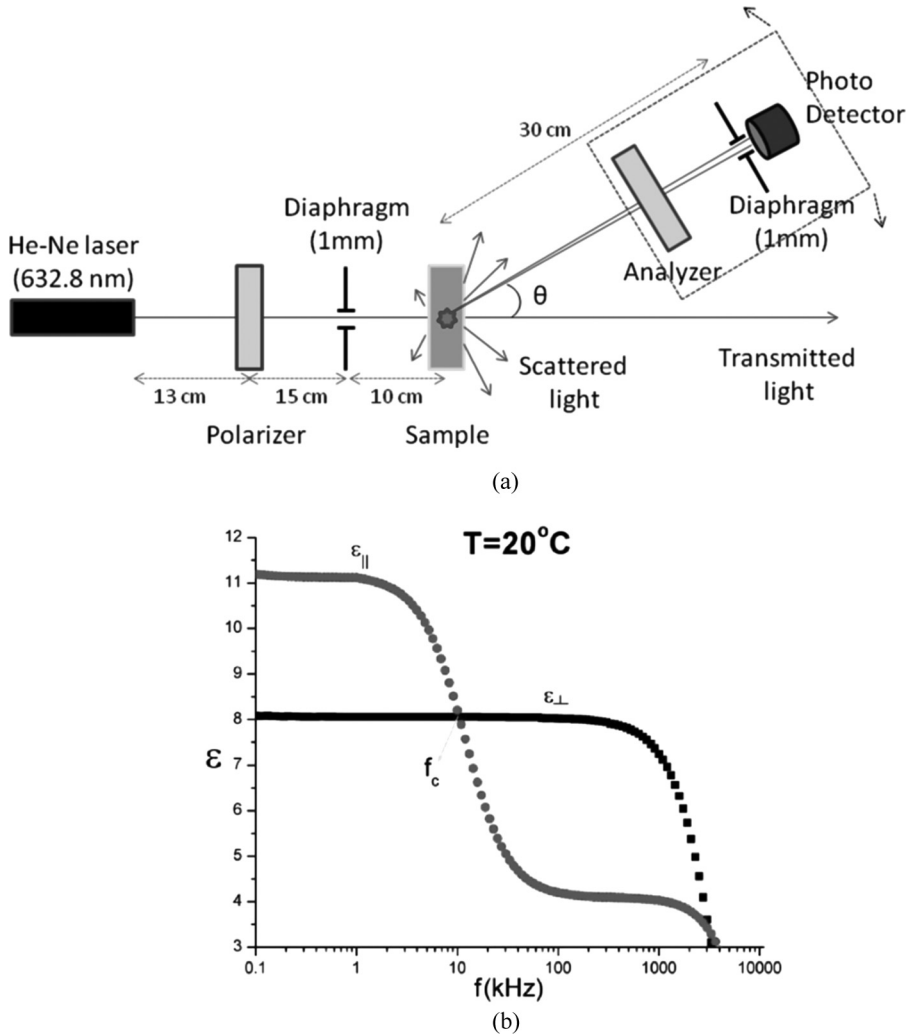 Photo
Detector
30 cm
Diaphragm
(1mm)
Diaphragm
(1mm)
He-Ne laser
(632.8 nm)
Analyzer
θ
Scattered
light
Transmitted
light
13 cm
15 cm
10 cm
Polarizer
Sample
(a)
T=20°C
12
ε||
11
10
9
ε⊥
8
ε
fc
7
6
5
4
3
0.1 1 10 100 1000 10000
f(kHz)
(b)